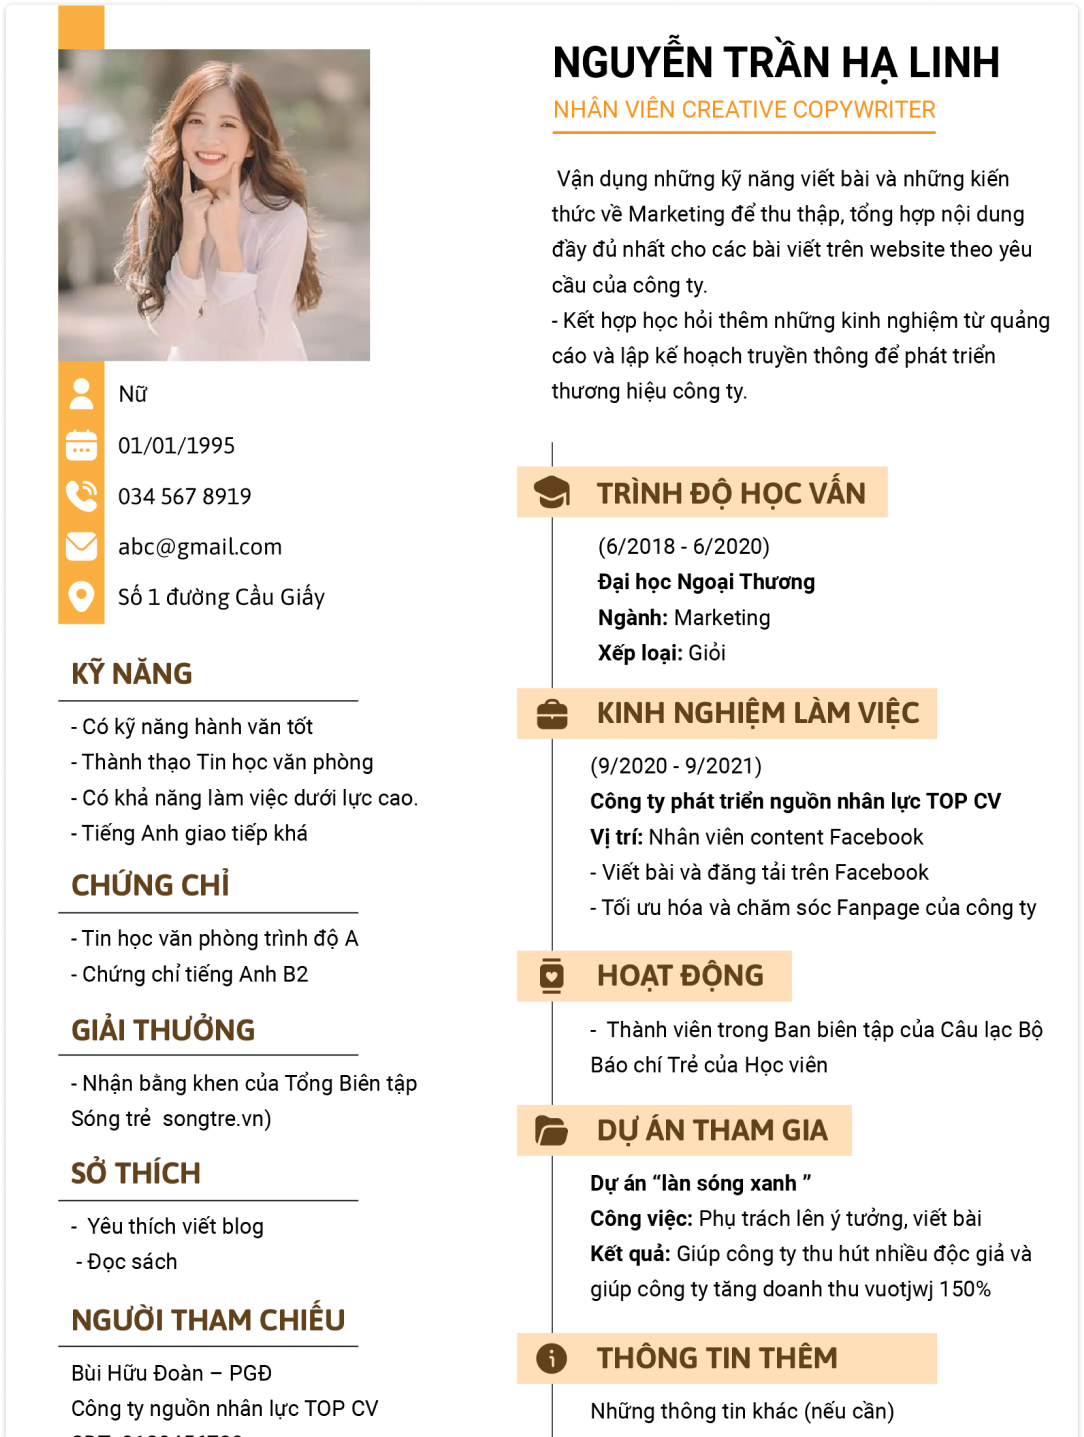 NGUYỄN TRẦN HẠ LINH
NHÂN VIÊN CREATIVE COPYWRITER
Vận dụng những kỹ năng viết bài và những kiến
thức về Marketing để thu thập, tổng hợp nội dung
đầy đủ nhất cho các bài viết trên website theo yêu
cầu của công ty.
- Kết hợp học hỏi thêm những kinh nghiệm từ quảng
cáo và lập kế hoạch truyền thông để phát triển
thương hiệu công ty.
Nữ
01/01/1995
034 567 8919
abc@gmail.com
Số 1 đường Cầu Giấy
KỸ NĂNG
- Có kỹ năng hành văn tốt
- Thành thạo Tin học văn phòng
- Có khả năng làm việc dưới lực cao.
- Tiếng Anh giao tiếp khá
CHỨNG CHỈ
- Tin học văn phòng trình độ A
- Chứng chỉ tiếng Anh B2
GIẢI THƯỞNG
- Nhận bằng khen của Tổng Biên tập
Sóng trẻ  songtre.vn)
SỞ THÍCH
-  Yêu thích viết blog
- Đọc sách
NGƯỜI THAM CHIẾU
Bùi Hữu Đoàn – PGĐ
Công ty nguồn nhân lực TOP CV
TRÌNH ĐỘ HỌC VẤN
(6/2018 - 6/2020)
Đại học Ngoại Thương
Ngành: Marketing
Xếp loại: Giỏi
KINH NGHIỆM LÀM VIỆC
(9/2020 - 9/2021)
Công ty phát triển nguồn nhân lực TOP CV
Vị trí: Nhân viên content Facebook
- Viết bài và đăng tải trên Facebook
- Tối ưu hóa và chăm sóc Fanpage của công ty
HOẠT ĐỘNG
-  Thành viên trong Ban biên tập của Câu lạc Bộ
Báo chí Trẻ của Học viên
DỰ ÁN THAM GIA
Dự án “làn sóng xanh ”
Công việc: Phụ trách lên ý tưởng, viết bài
Kết quả: Giúp công ty thu hút nhiều độc giả và
giúp công ty tăng doanh thu vuotjwj 150%
THÔNG TIN THÊM
Những thông tin khác (nếu cần)